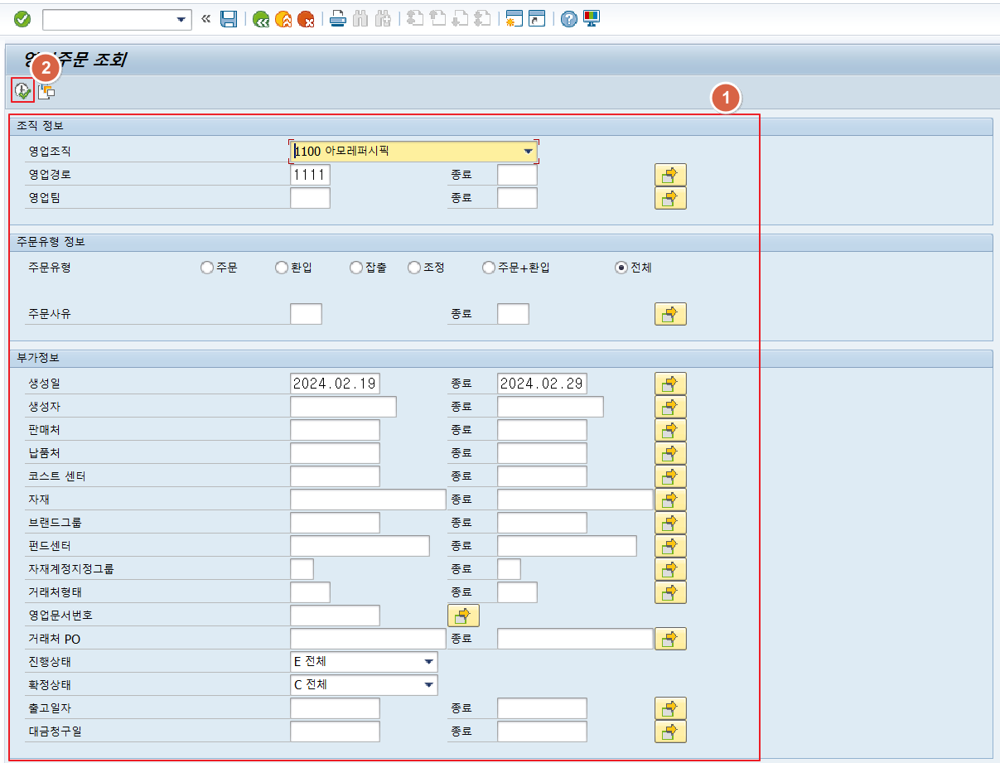 주문 조회
2
1
조직 정보
영업조직 1100 아모레퍼시픽
영업경로 1111 종료
영업팀 종료
주문유형 정보
주문유형 주문 환입 잡출 조정 주문+환입 전체
주문사유 종료
부가정보
생성일 2024.02.19 종료 2024.02.29
생성자 종료
판매처 종료
납품처 종료
코스트 센터 종료
자재 종료
브랜드그룹 종료
펀드센터 종료
자재계정지정그룹 종료
거래처형태 종료
영업문서번호
거래처 PO 종료
진행상태 E 전체
확정상태 C 전체
출고일자 종료
대금청구일 종료